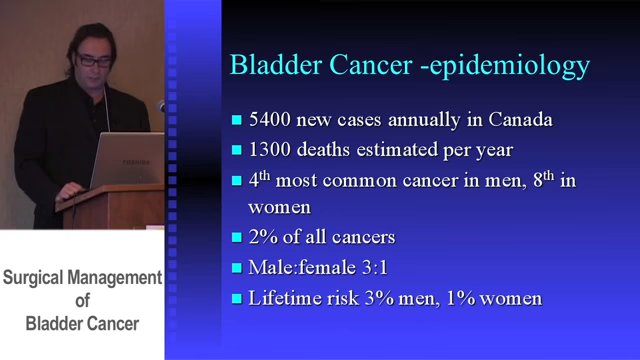 Bladder Cancer -epidemiology
5400 new cases annually in Canada
1300 deaths estimated per year
4th most common cancer in men, 8th in
women
2% of all cancers
Male:female 3:1
Lifetime risk 3% men, 1% women
TOSHIBA
Surgical Management
of
Bladder Cancer